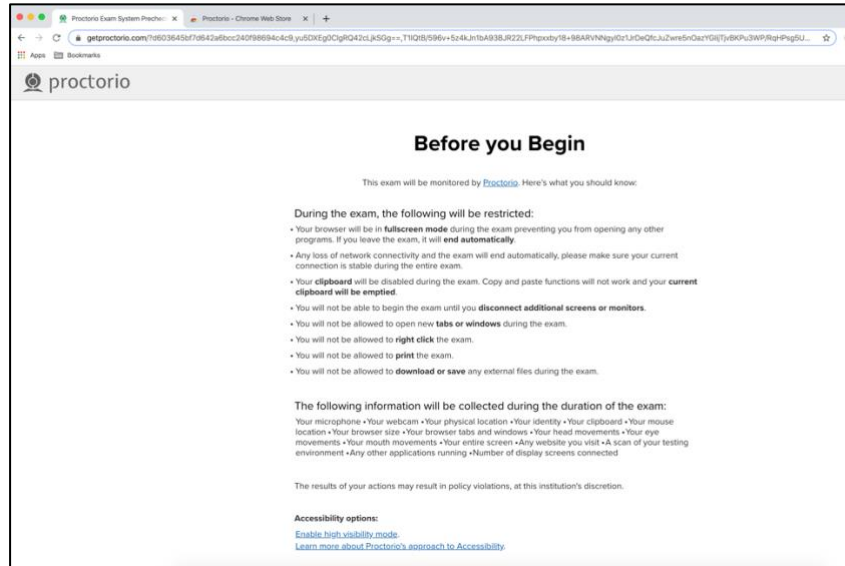 Proctorio Exam System Prechec
Proctorio - Chrome Web Store
Apps
Bookmarks
proctorio
Before you Begin
This exam will be monitored by Proctorio. Here's what you should know:
During the exam, the following will be restricted:
• Your browser will be in fullscreen mode during the exam preventing you from opening any other
programs. If you leave the exam, it will end automatically.
• Any loss of network connectivity and the exam will end automatically, please make sure your current
connection is stable during the entire exam.
• Your clipboard will be disabled during the exam. Copy and paste functions will not work and your current
clipboard will be emptied.
• You will not be able to begin the exam until you disconnect additional screens or monitors.
• You will not be allowed to open new tabs or windows during the exam.
• You will not be allowed to right click the exam.
• You will not be allowed to print the exam.
• You will not be allowed to download or save any external files during the exam.
The following information will be collected during the duration of the exam:
Your microphone • Your webcam • Your physical location • Your identity • Your clipboard • Your mouse
location • Your browser size • Your browser tabs and windows • Your head movements • Your eye
movements • Your mouth movements • Your entire screen • Any website you visit • A scan of your testing
environment • Any other applications running • Number of display screens connected
The results of your actions may result in policy violations, at this institution's discretion.
Accessibility options:
Enable high visibility mode.
Learn more about Proctorio's approach to Accessibility.